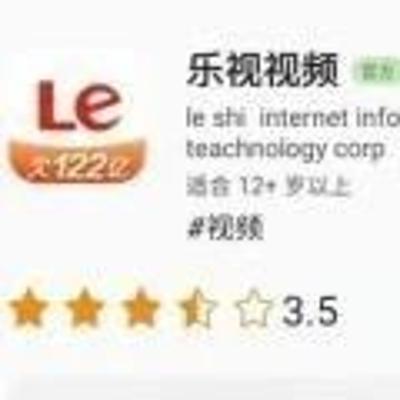 Le
欠122亿
乐视视频 官方
le shi internet info
teachnology corp
适合 12+ 岁以上
#视频
3.5